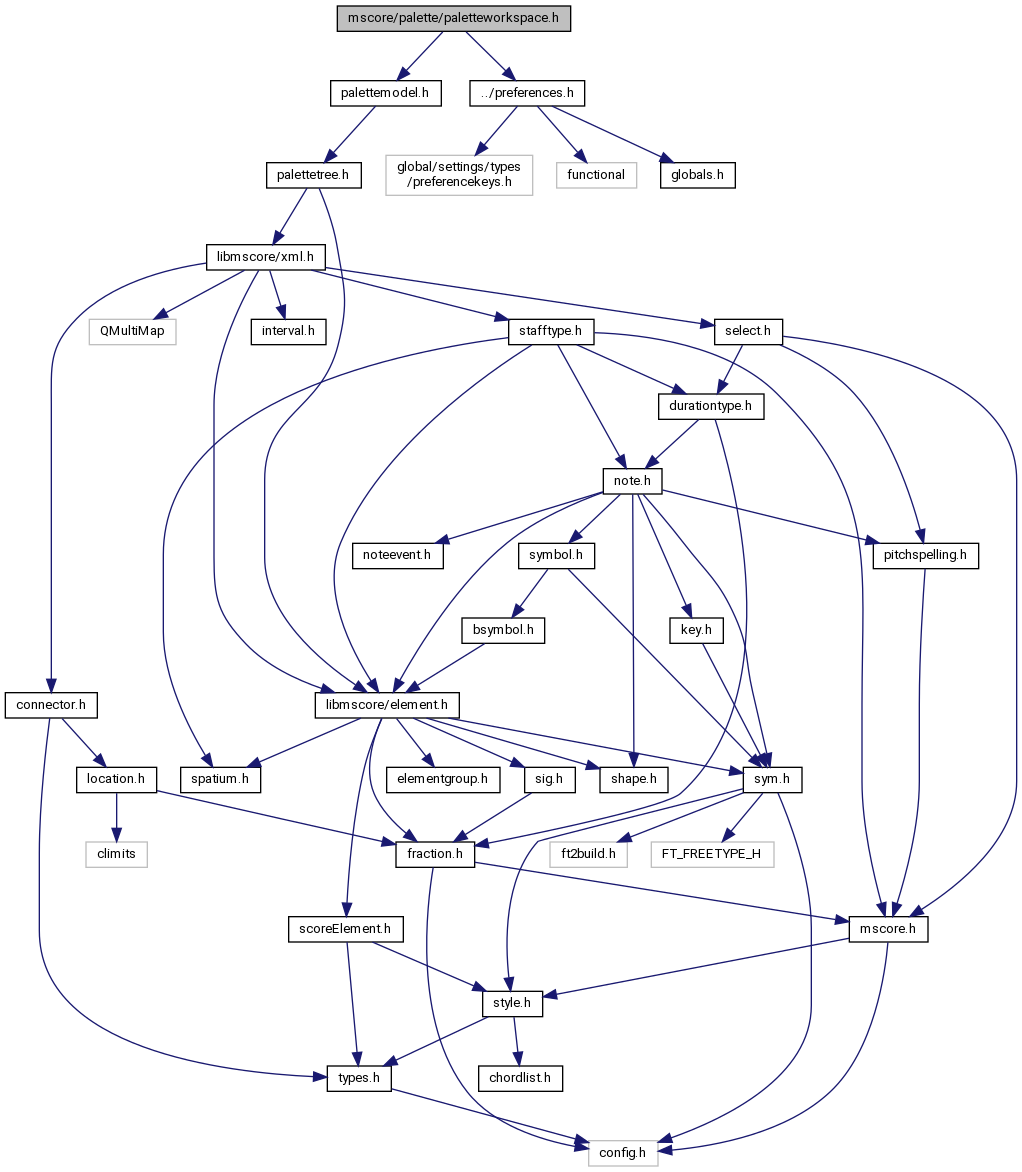 mscore/palette/paletteworkspace.h
palettemodel.h
../preferences.h
palettetree.h
global/settings/types
/preferencekeys.h
functional
globals.h
libmscore/xml.h
QMultiMap
interval.h
stafftype.h
select.h
durationtype.h
note.h
noteevent.h
symbol.h
pitchspelling.h
bsymbol.h
key.h
connector.h
libmscore/element.h
location.h
spatium.h
elementgroup.h
sig.h
shape.h
sym.h
climits
fraction.h
ft2build.h
FT_FREETYPE_H
scoreElement.h
mscore.h
style.h
types.h
chordlist.h
config.h